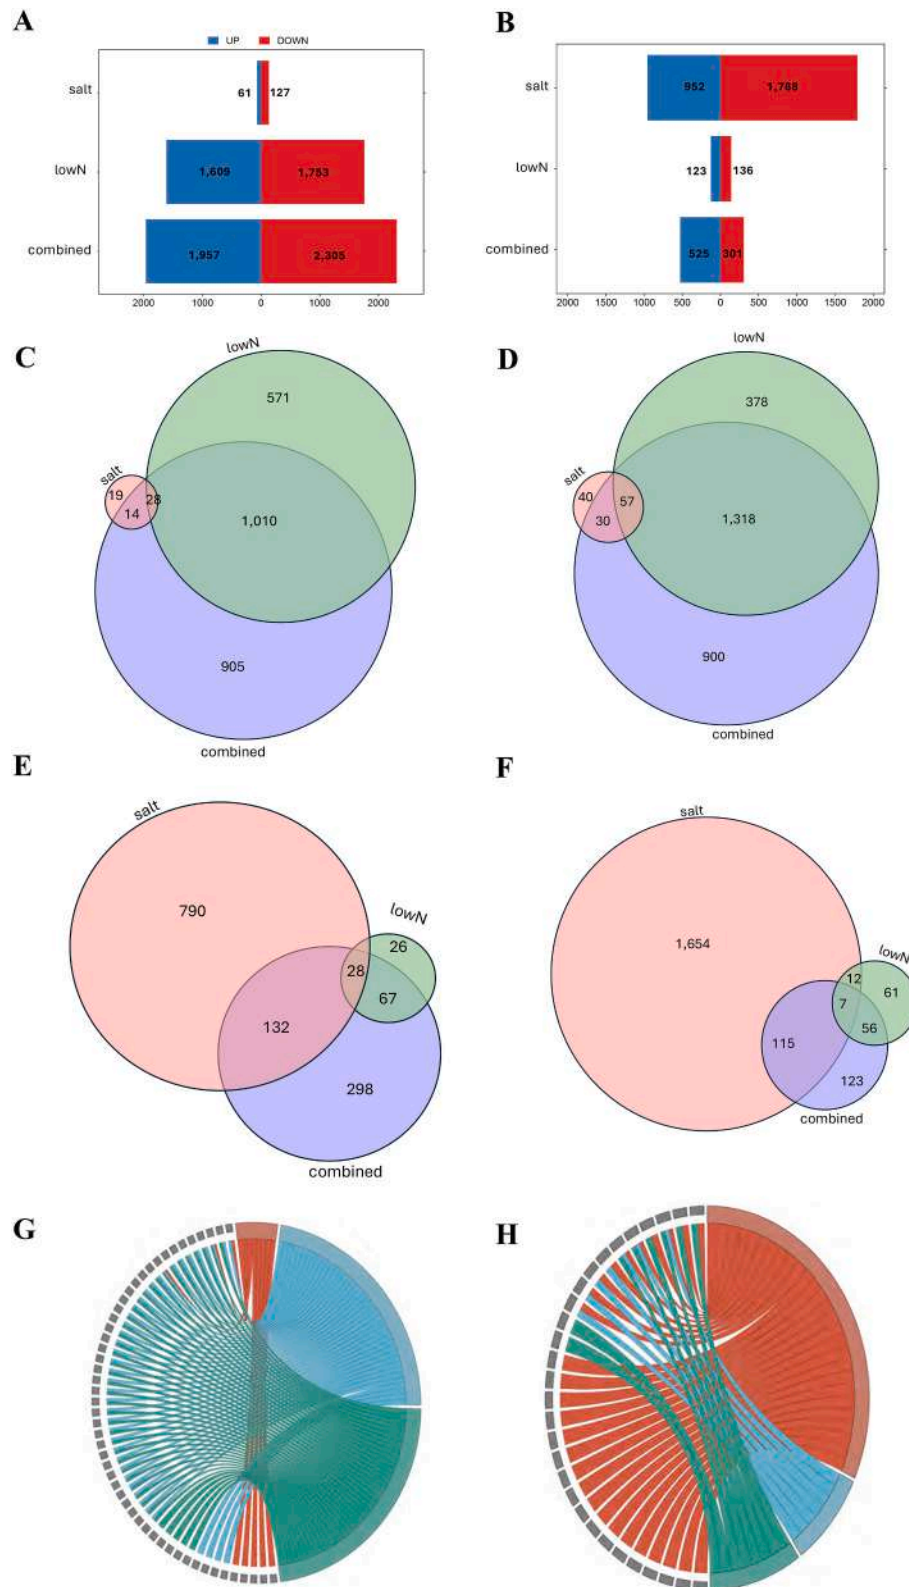 A
UP DOWN
salt
61 127
lowN
1,609 1,753
combined
1,957 2,305
2000 1000 0 1000 2000
B
salt
952 1,788
lowN
123 136
combined
525 301
2000 1500 1000 500 0 500 1000 1500 2000
C
lowN
571
salt
19
28
14
1,010
905
combined
D
lowN
378
salt
40
57
30
1,318
900
combined
E
salt
790
lowN
26
28
67
132
298
combined
F
salt
1,654
lowN
12
61
7
56
115
123
combined
G
H